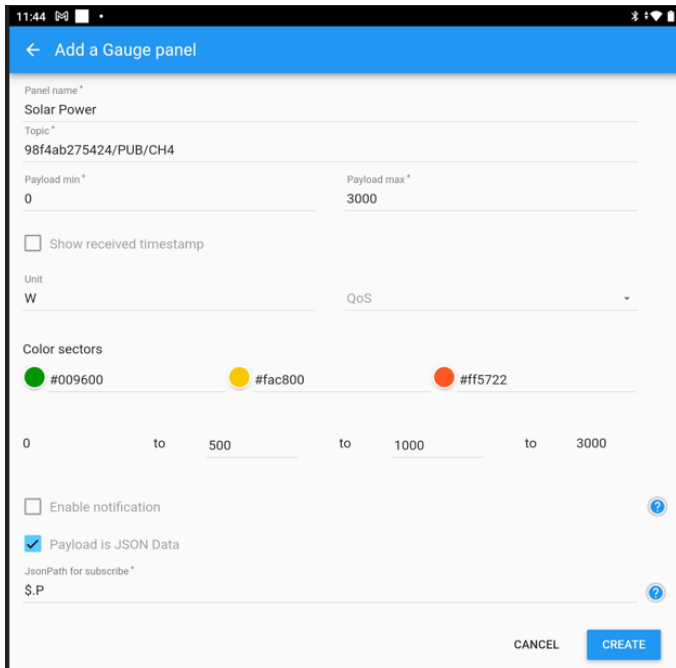 11:44
Add a Gauge panel
Panel name *
Solar Power
Topic *
98f4ab275424/PUB/CH4
Payload min * Payload max *
0 3000
Show received timestamp
Unit
W QoS
Color sectors
#009600 #fac800 #ff5722
0 to 500 to 1000 to 3000
Enable notification ?
Payload is JSON Data
JsonPath for subscribe *
$.P ?
CANCEL CREATE